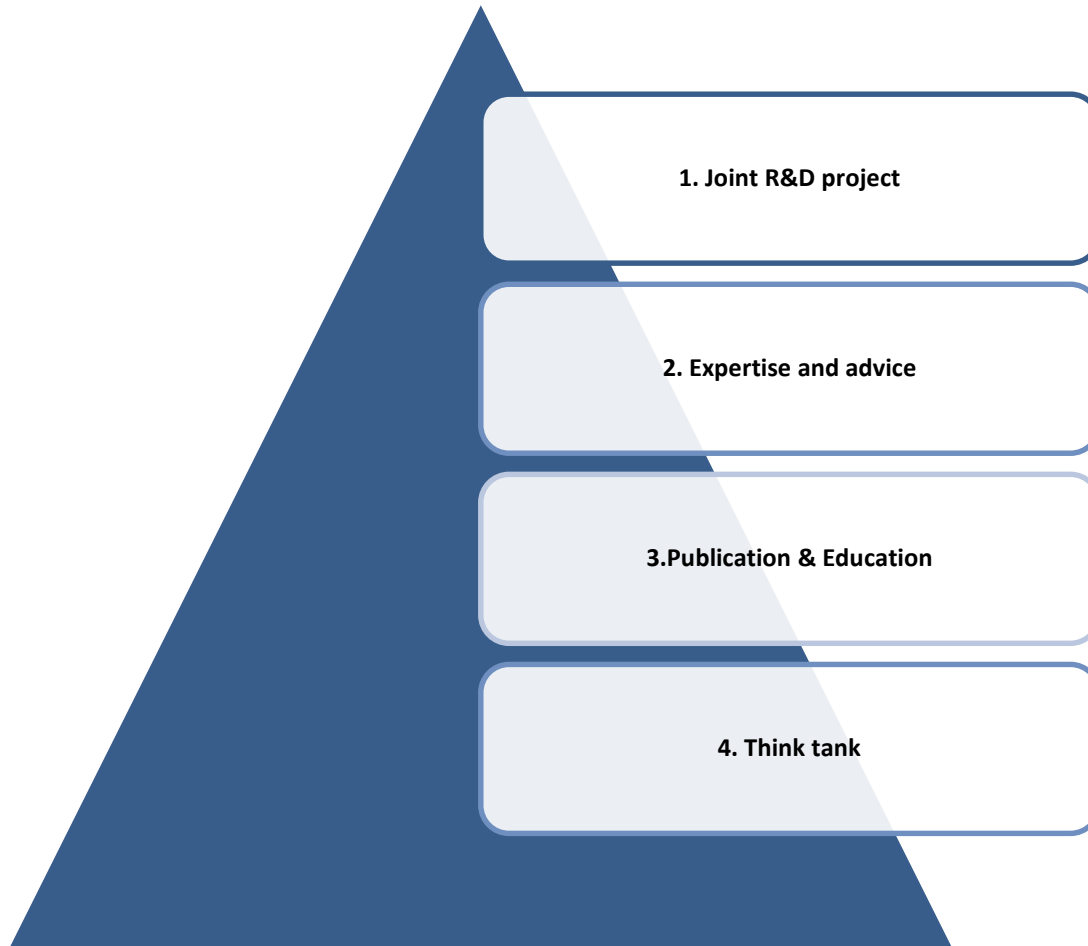 1. Joint R&D project
2. Expertise and advice
3.Publication & Education
4. Think tank